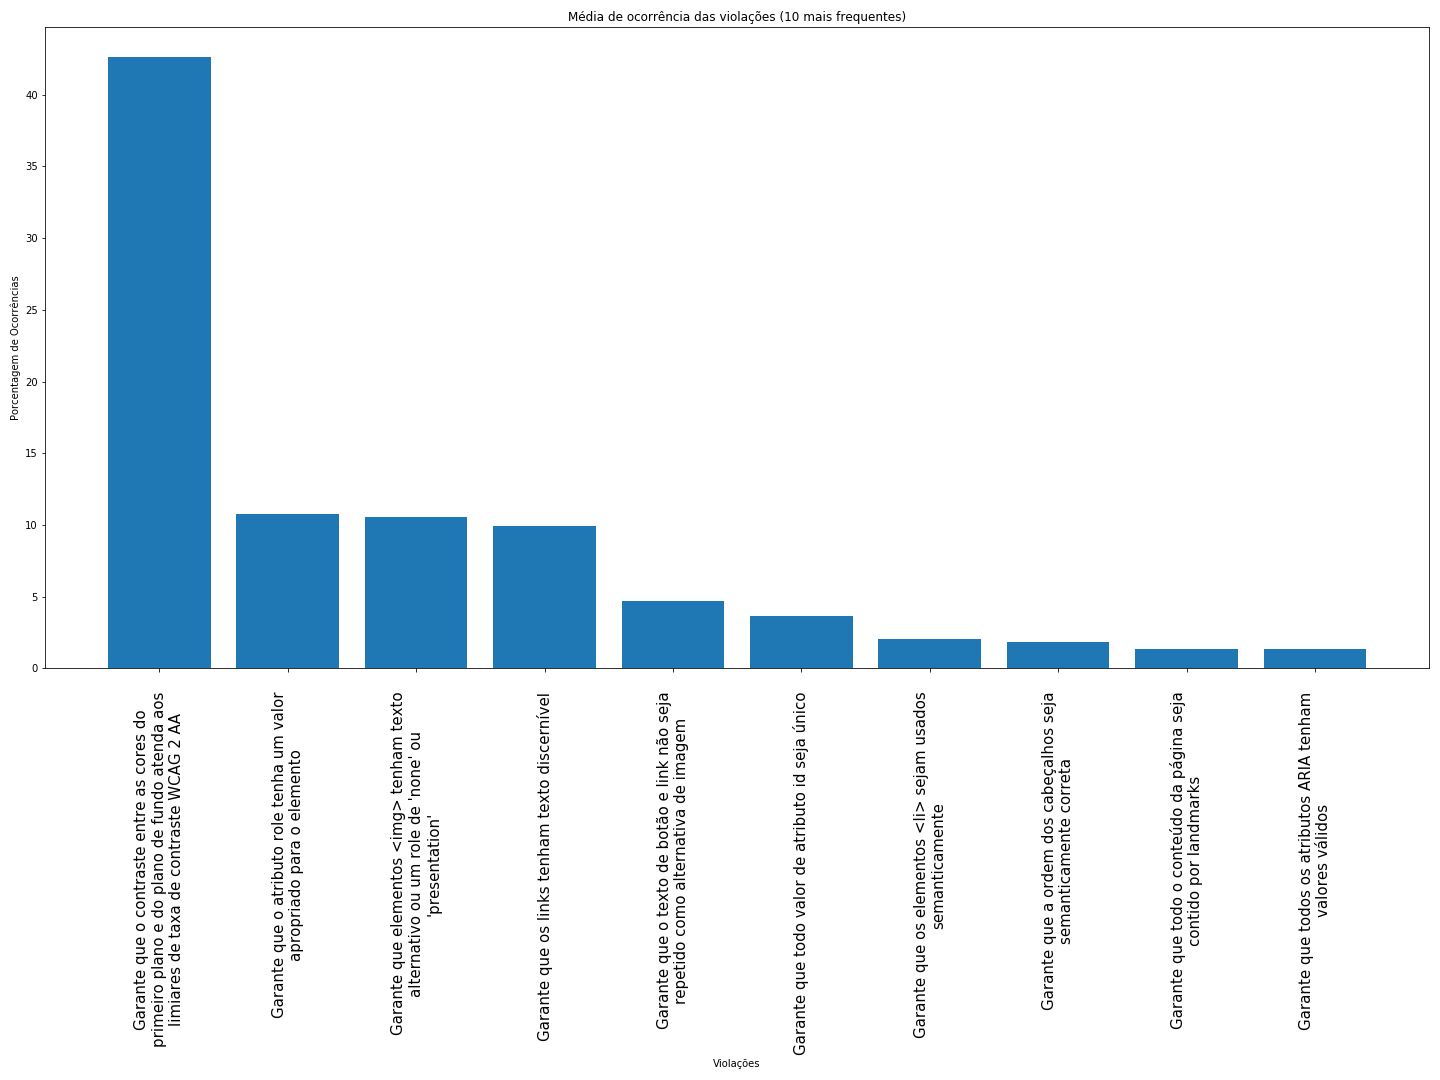 Média de ocorrência das violações (10 mais frequentes)
Porcentagem de Ocorrências
40
35
30
25
20
15
10
5
0
Garante que o contraste entre as cores do
primeiro plano e do plano de fundo atenda aos
limiares de taxa de contraste WCAG 2 AA
Garante que o atributo role tenha um valor
apropriado para o elemento
Garante que elementos <img> tenham texto
alternativo ou um role de 'none' ou
'presentation'
Garante que os links tenham texto discernível
Garante que o texto de botão e link não seja
repetido como alternativa de imagem
Garante que todo valor de atributo id seja único
Garante que os elementos <li> sejam usados
semanticamente
Garante que a ordem dos cabeçalhos seja
semanticamente correta
Garante que todo o conteúdo da página seja
contido por landmarks
Garante que todos os atributos ARIA tenham
valores válidos
Violações